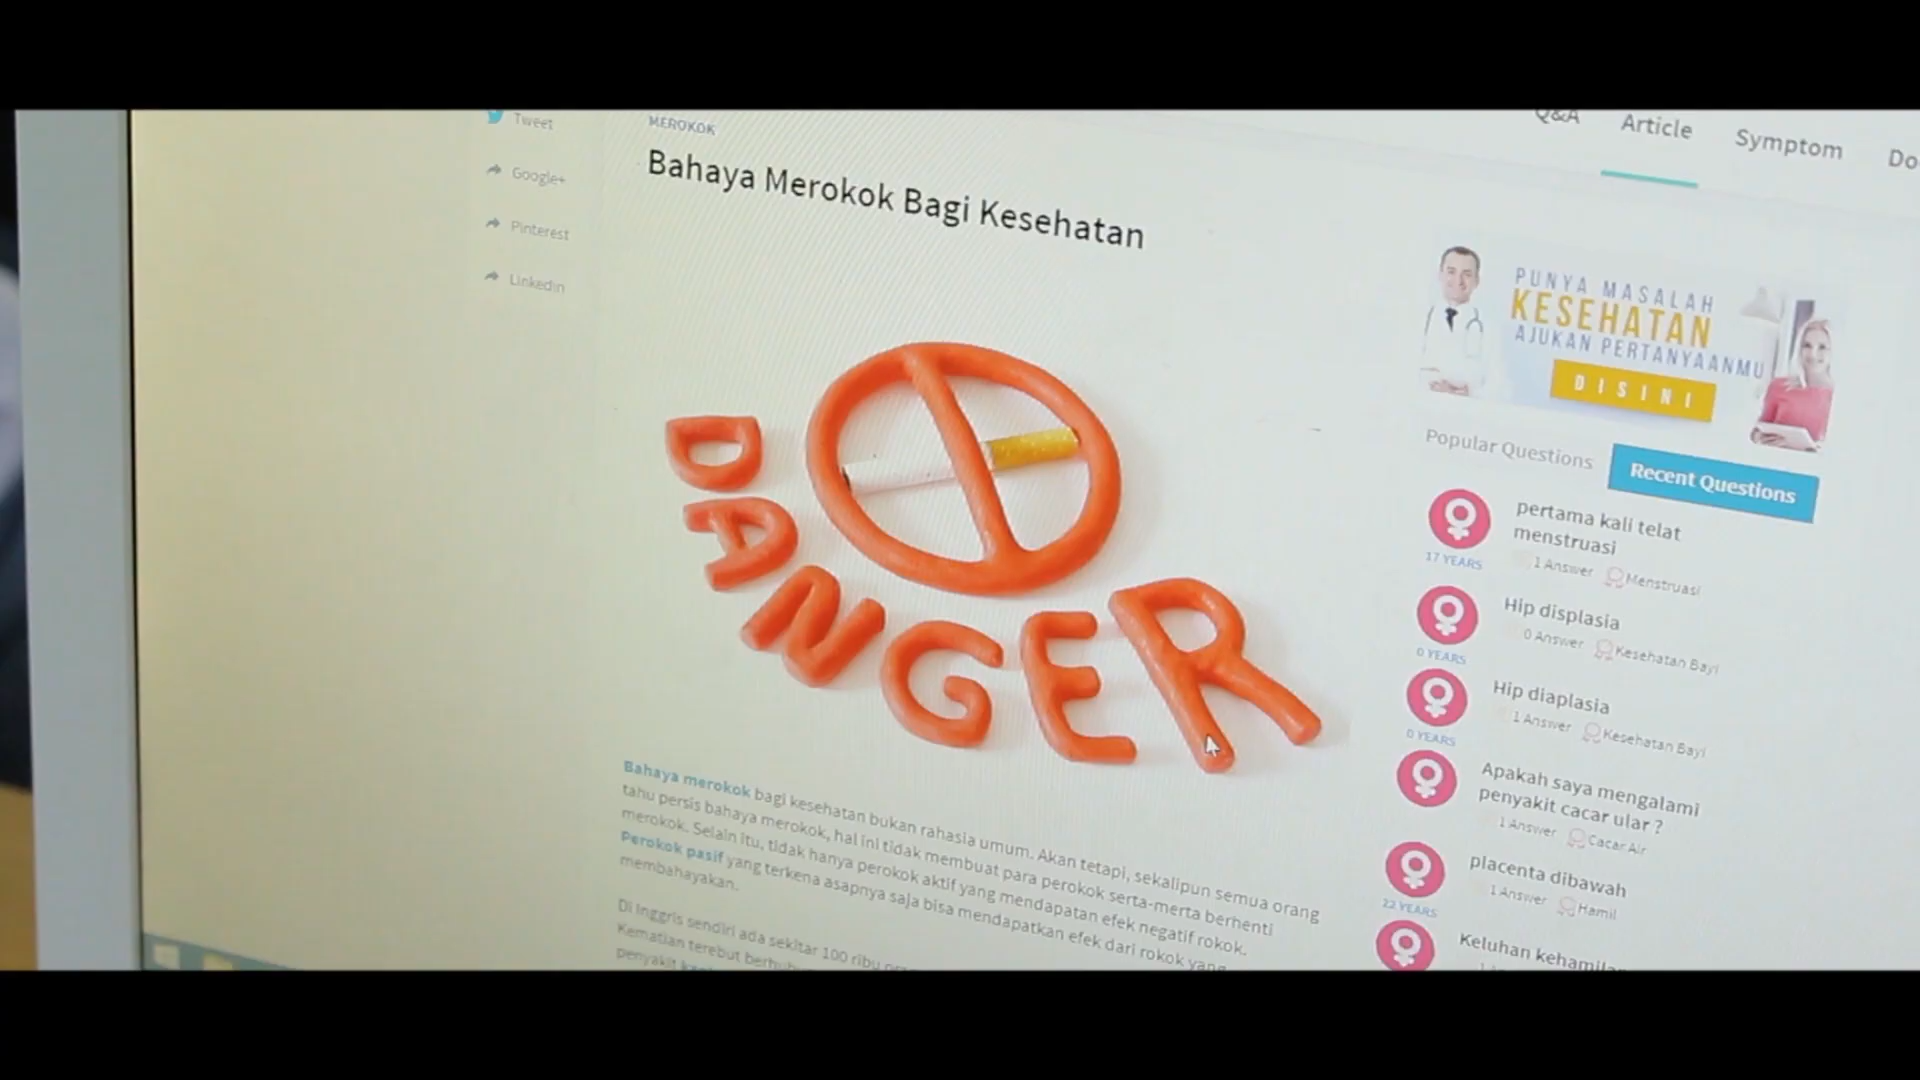 Tweet
Google+
Pinterest
Linkedin
MEROKOK
Bahaya Merokok Bagi Kesehatan
DANGER
Bahaya merokok bagi kesehatan bukan rahasia umum. Akan tetapi, sekalipun semua orang
tahu persis bahaya merokok, hal ini tidak membuat para perokok serta-merta berhenti
merokok. Selain itu, tidak hanya perokok aktif yang mendapatan efek negatif rokok.
Perokok pasif yang terkena asapnya saja bisa mendapatkan efek dari rokok yang
membahayakan.
Di Inggris sendiri ada sekitar 100 ribu
Kematian terebut
penyakit
Q&A
Article
Symptom
PUNYA MASALAH
KESEHATAN
AJUKAN PERTANYAANMU
DISINI
Popular Questions
Recent Questions
pertama kali telat
menstruasi
17 YEARS
1 Answer
Menstruasi
Hip displasia
0 YEARS
0 Answer
Kesehatan Bayi
Hip diaplasia
0 YEARS
1 Answer
Kesehatan Bayi
Apakah saya mengalami
penyakit cacar ular ?
1 Answer
Cacar Air
placenta dibawah
22 YEARS
1 Answer
Hamil
Keluhan